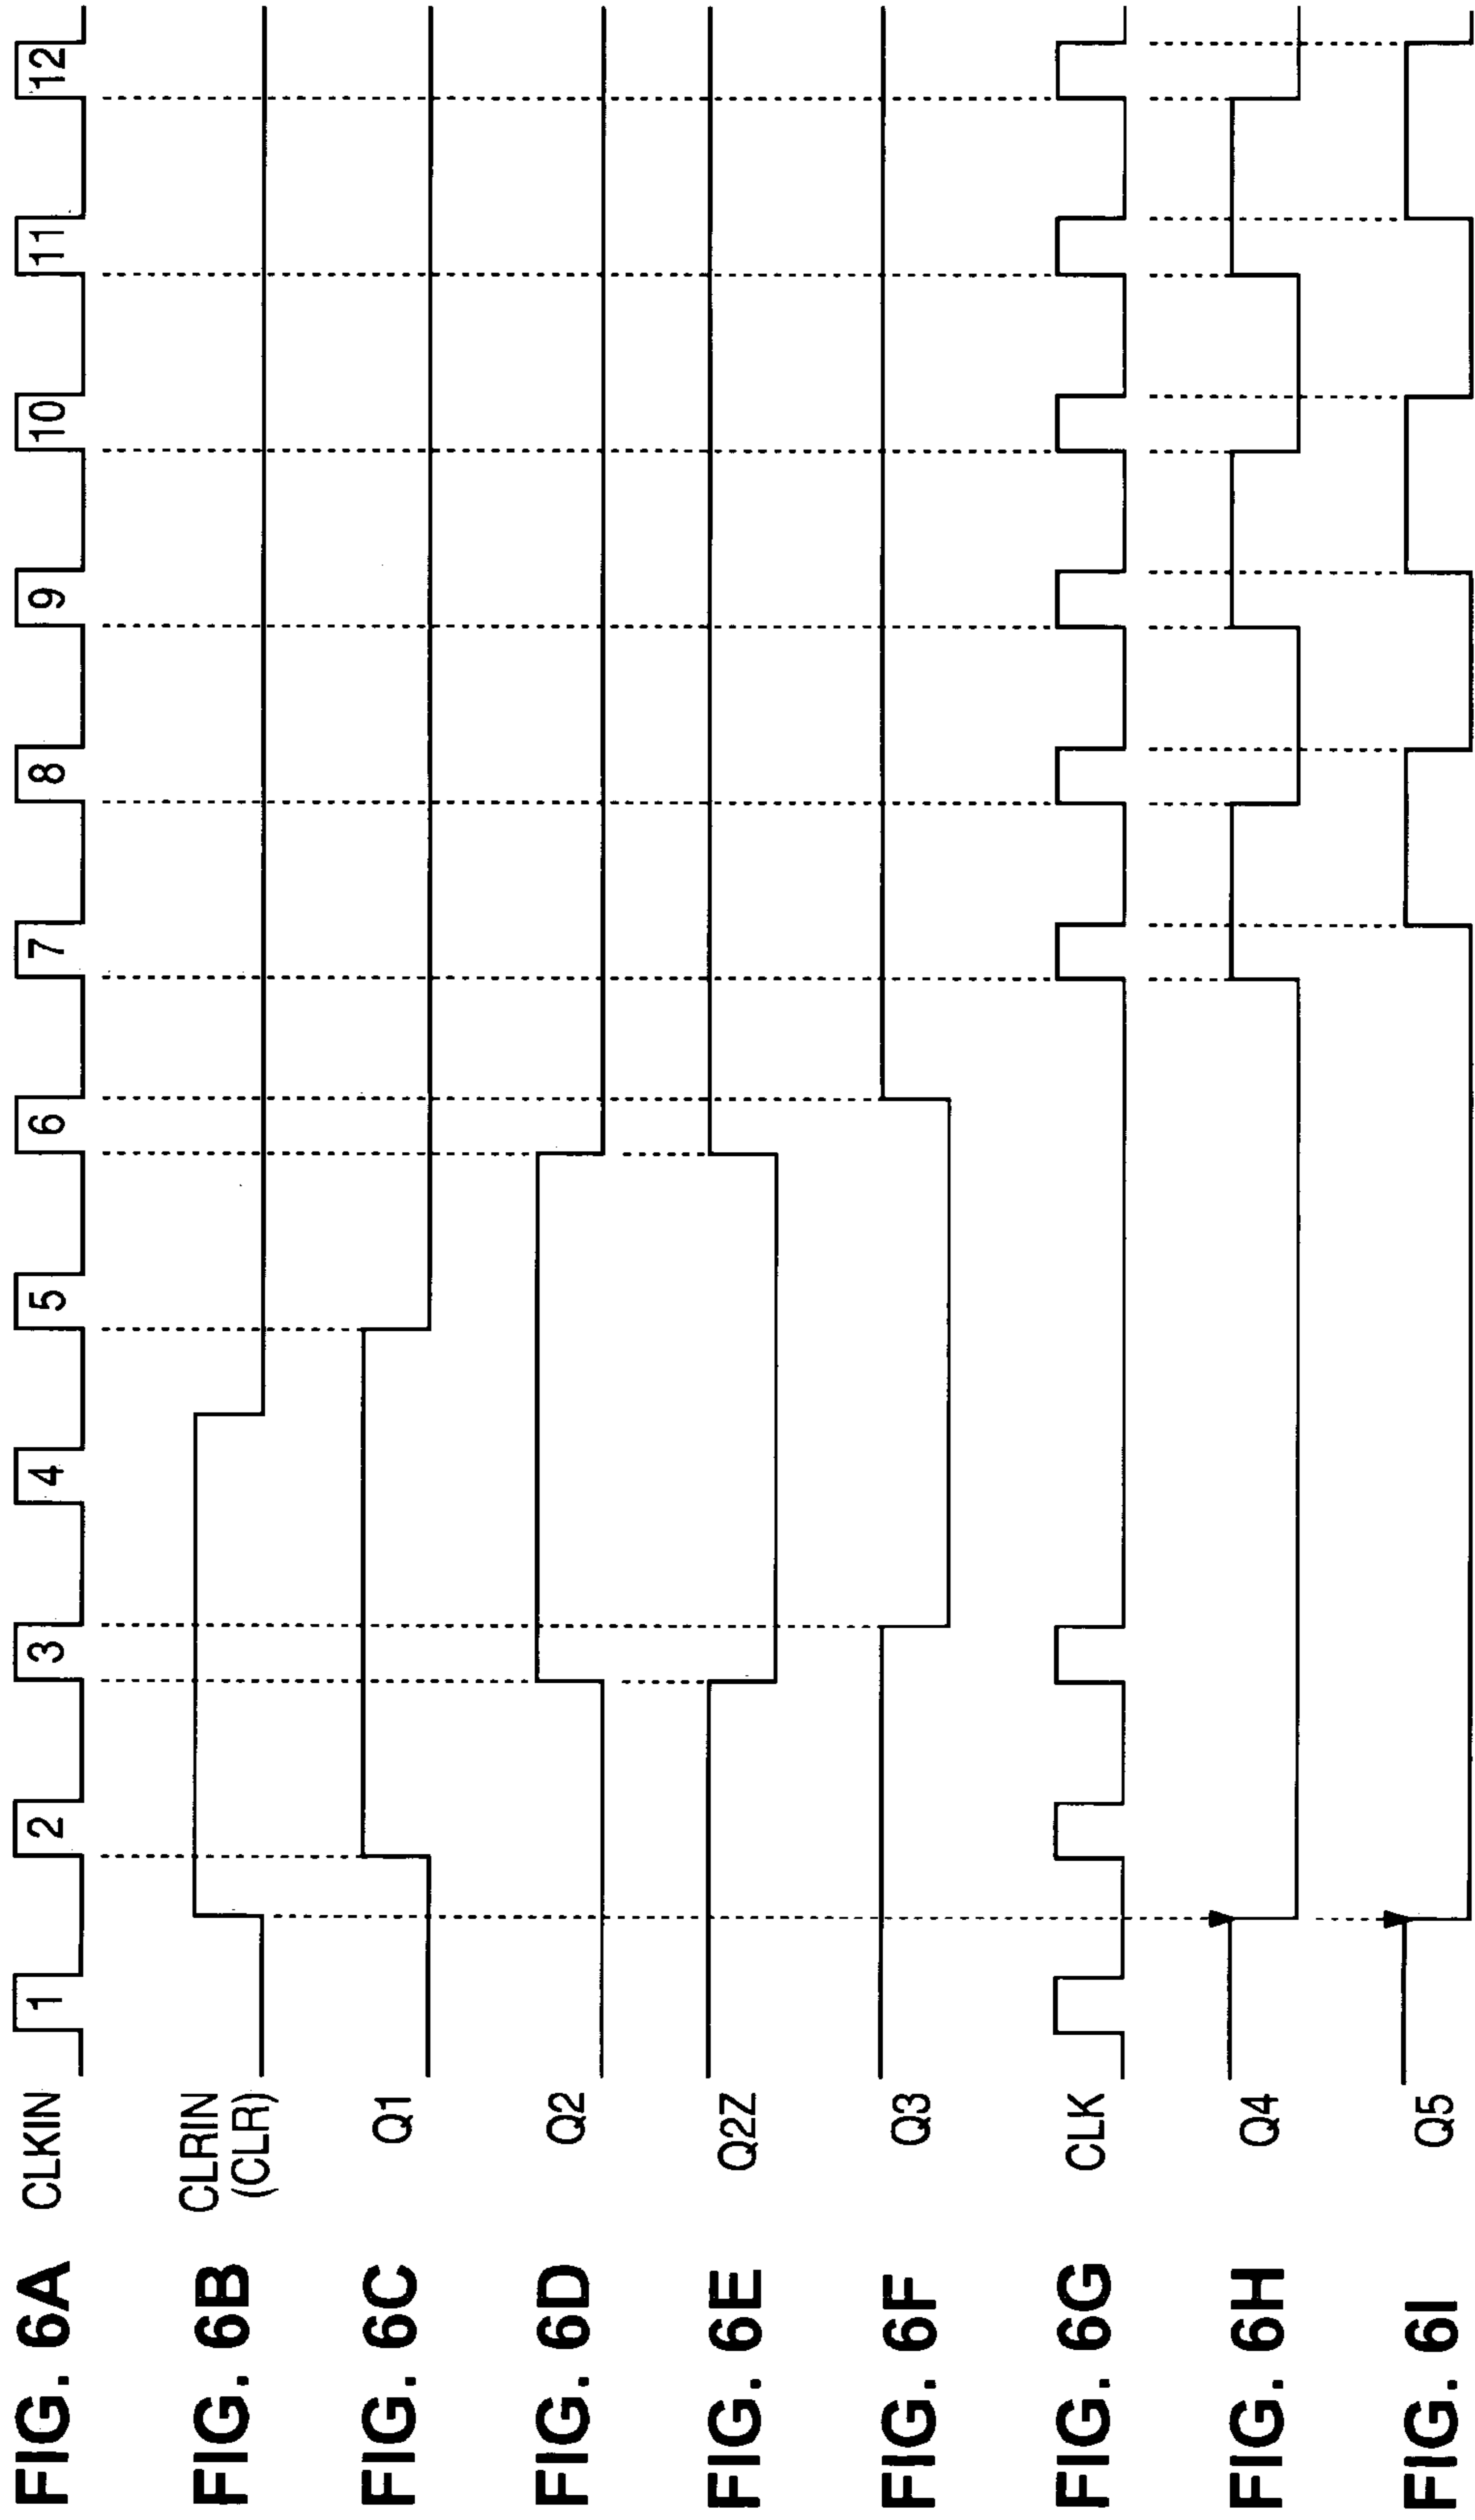 FIG. 6A CLKIN 1 2 3 4 5 6 7 8 9 10 11 12
FIG. 6B CLRIN
(CLR)
FIG. 6C Q1
FIG. 6D Q2
FIG. 6E Q2Z
FIG. 6F Q3
FIG. 6G CLK
FIG. 6H Q4
FIG. 6I Q5